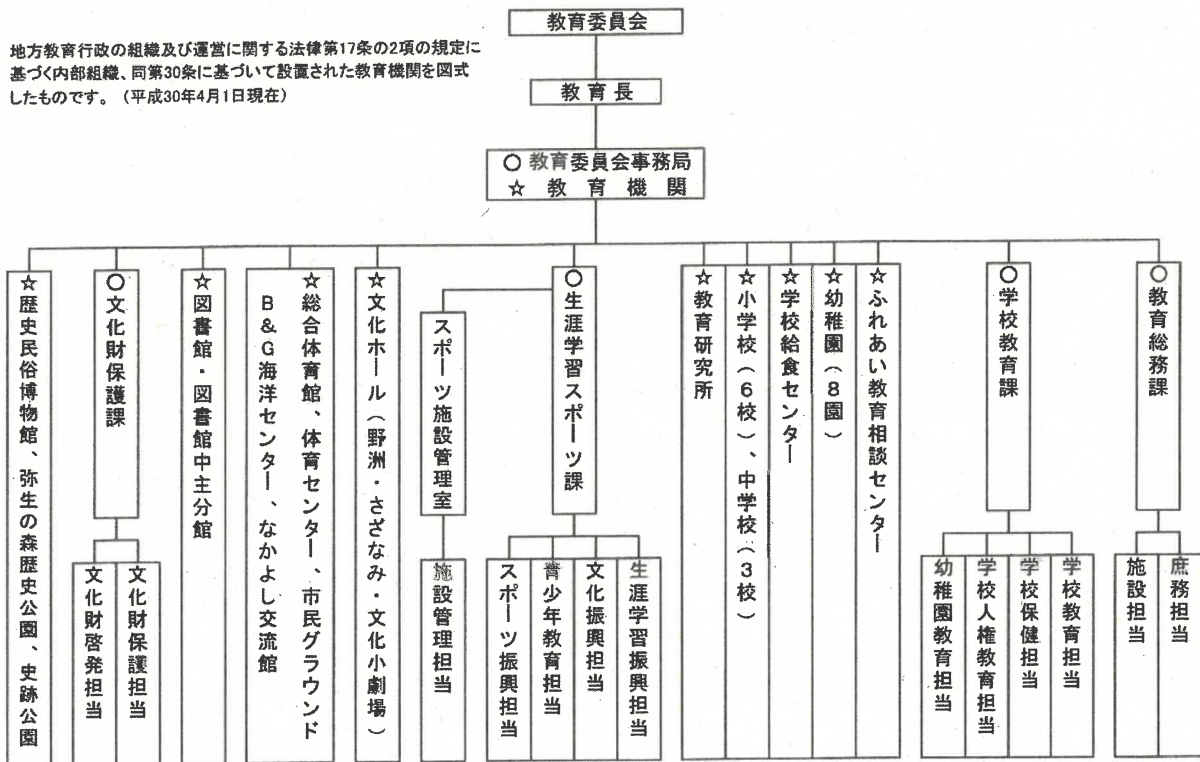 教育委員会
地方教育行政の組織及び運営に関する法律第17条の2項の規定に
基づく内部組織、同第30条に基づいて設置された教育機関を図式
したものです。（平成30年4月1日現在）
教育長
○ 教育委員会事務局
☆ 教育機関
○教育総務課
庶務担当
施設担当
○学校教育課
学校教育担当
学校保健担当
学校人権教育担当
幼稚園教育担当
☆ふれあい教育相談センター
☆幼稚園（8園）
☆学校給食センター
☆小学校（6校）、中学校（3校）
☆教育研究所
○生涯学習スポーツ課
生涯学習振興担当
文化振興担当
青少年教育担当
スポーツ振興担当
スポーツ施設管理室
施設管理担当
☆文化ホール（野洲・さざなみ・文化小劇場）
☆総合体育館、体育センター、市民グラウンド
B＆G海洋センター、なかよし交流館
☆図書館・図書館中主分館
○文化財保護課
文化財保護担当
文化財啓発担当
☆歴史民俗博物館、弥生の森歴史公園、史跡公園